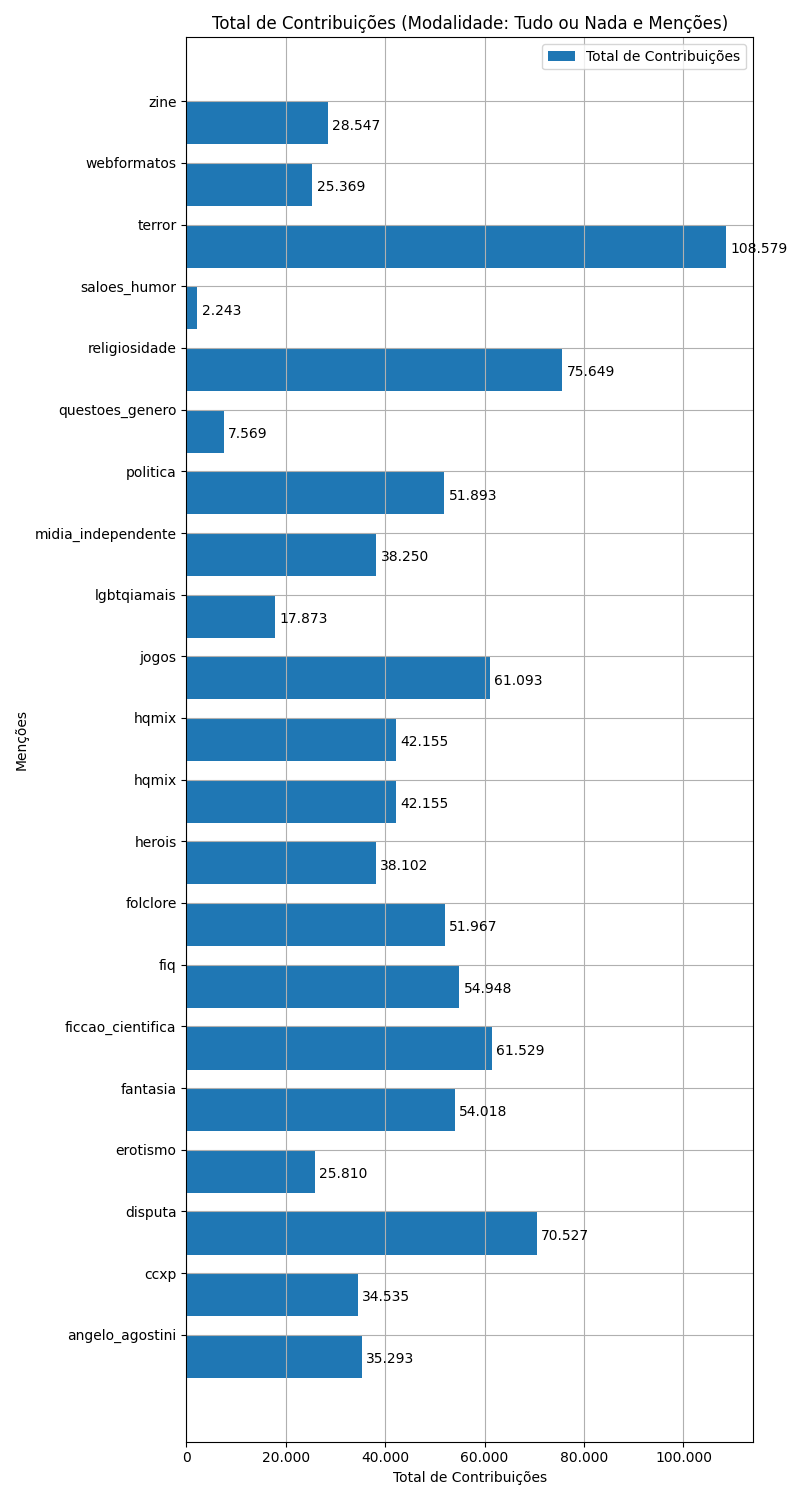 Total de Contribuições (Modalidade: Tudo ou Nada e Menções)
Total de Contribuições
zine
28.547
webformatos
25.369
terror
108.579
saloes_humor
2.243
religiosidade
75.649
questoes_genero
7.569
politica
51.893
midia_independente
38.250
lgbtqiamais
17.873
jogos
61.093
hqmix
42.155
hqmix
42.155
herois
38.102
folclore
51.967
fiq
54.948
ficcao_cientifica
61.529
fantasia
54.018
erotismo
25.810
disputa
70.527
ccxp
34.535
angelo_agostini
35.293
Menções
0 20.000 40.000 60.000 80.000 100.000
Total de Contribuições